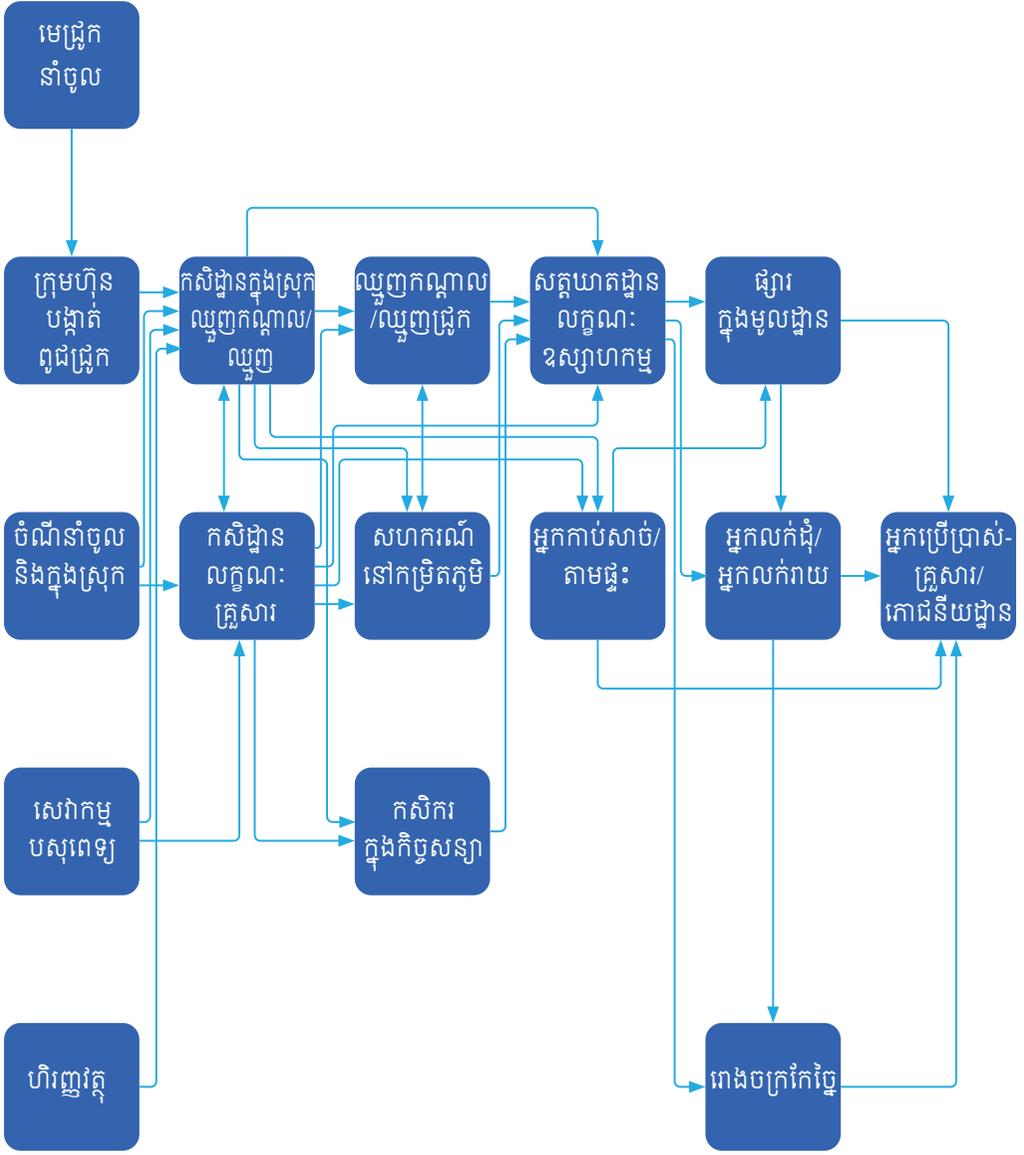 មេជ្រូក
នាំចូល
ក្រុមហ៊ុន
បង្កាត់
ពូជជ្រូក
កសិដ្ឋានក្នុងស្រុក
ឈ្មួញកណ្តាល/
ឈ្មួញ
ឈ្មួញកណ្តាល
/ឈ្មួញជ្រូក
សត្តឃាតដ្ឋាន
លក្ខណៈ
ឧស្សាហកម្ម
ផ្សារ
ក្នុងមូលដ្ឋាន
ចំណីនាំចូល
និងក្នុងស្រុក
កសិដ្ឋាន
លក្ខណៈ
គ្រួសារ
សហករណ៍
នៅកម្រិតភូមិ
អ្នកកាប់សាច់/
តាមផ្ទះ
អ្នកលក់ដុំ/
អ្នកលក់រាយ
អ្នកប្រើប្រាស់-
គ្រួសារ/
ភោជនីយដ្ឋាន
សេវាកម្ម
បសុពេទ្យ
កសិករ
ក្នុងកិច្ចសន្យា
ហិរញ្ញវត្ថុ
រោងចក្រកែច្នៃ